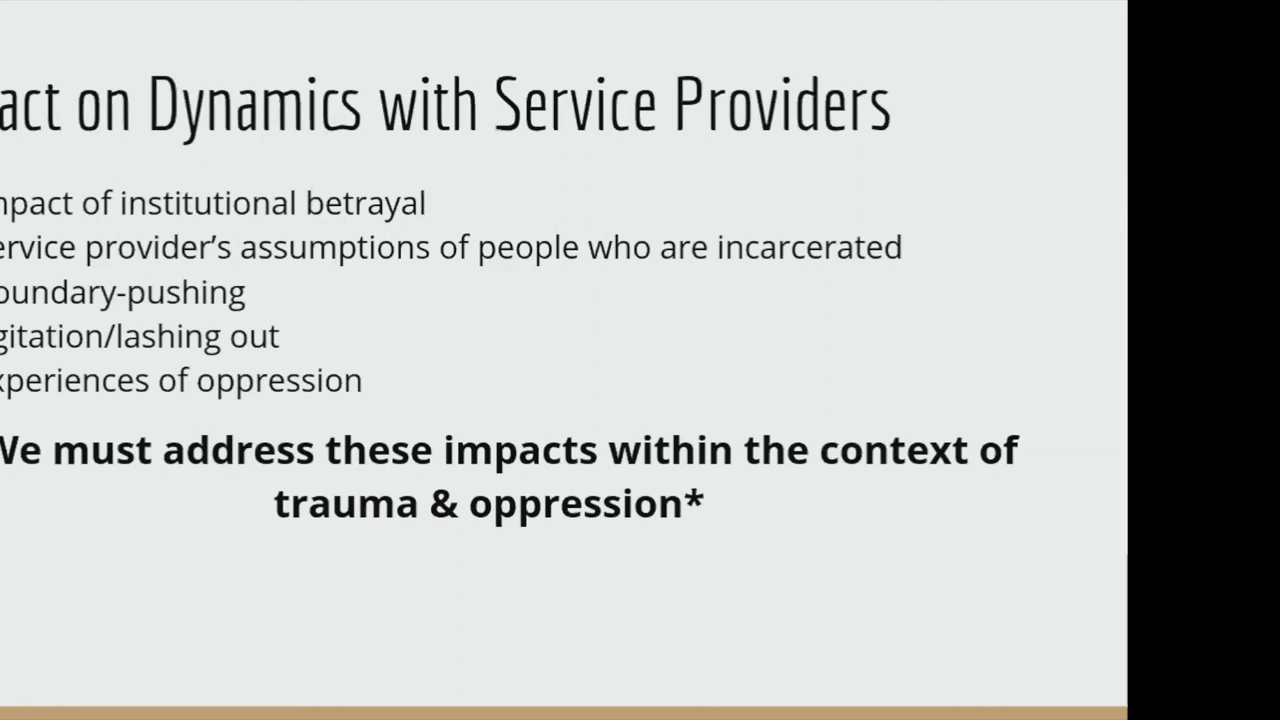 act on Dynamics with Service Providers
mpact of institutional betrayal
ervice provider’s assumptions of people who are incarcerated
oundary-pushing
gitation/lashing out
xperiences of oppression
We must address these impacts within the context of
trauma & oppression*